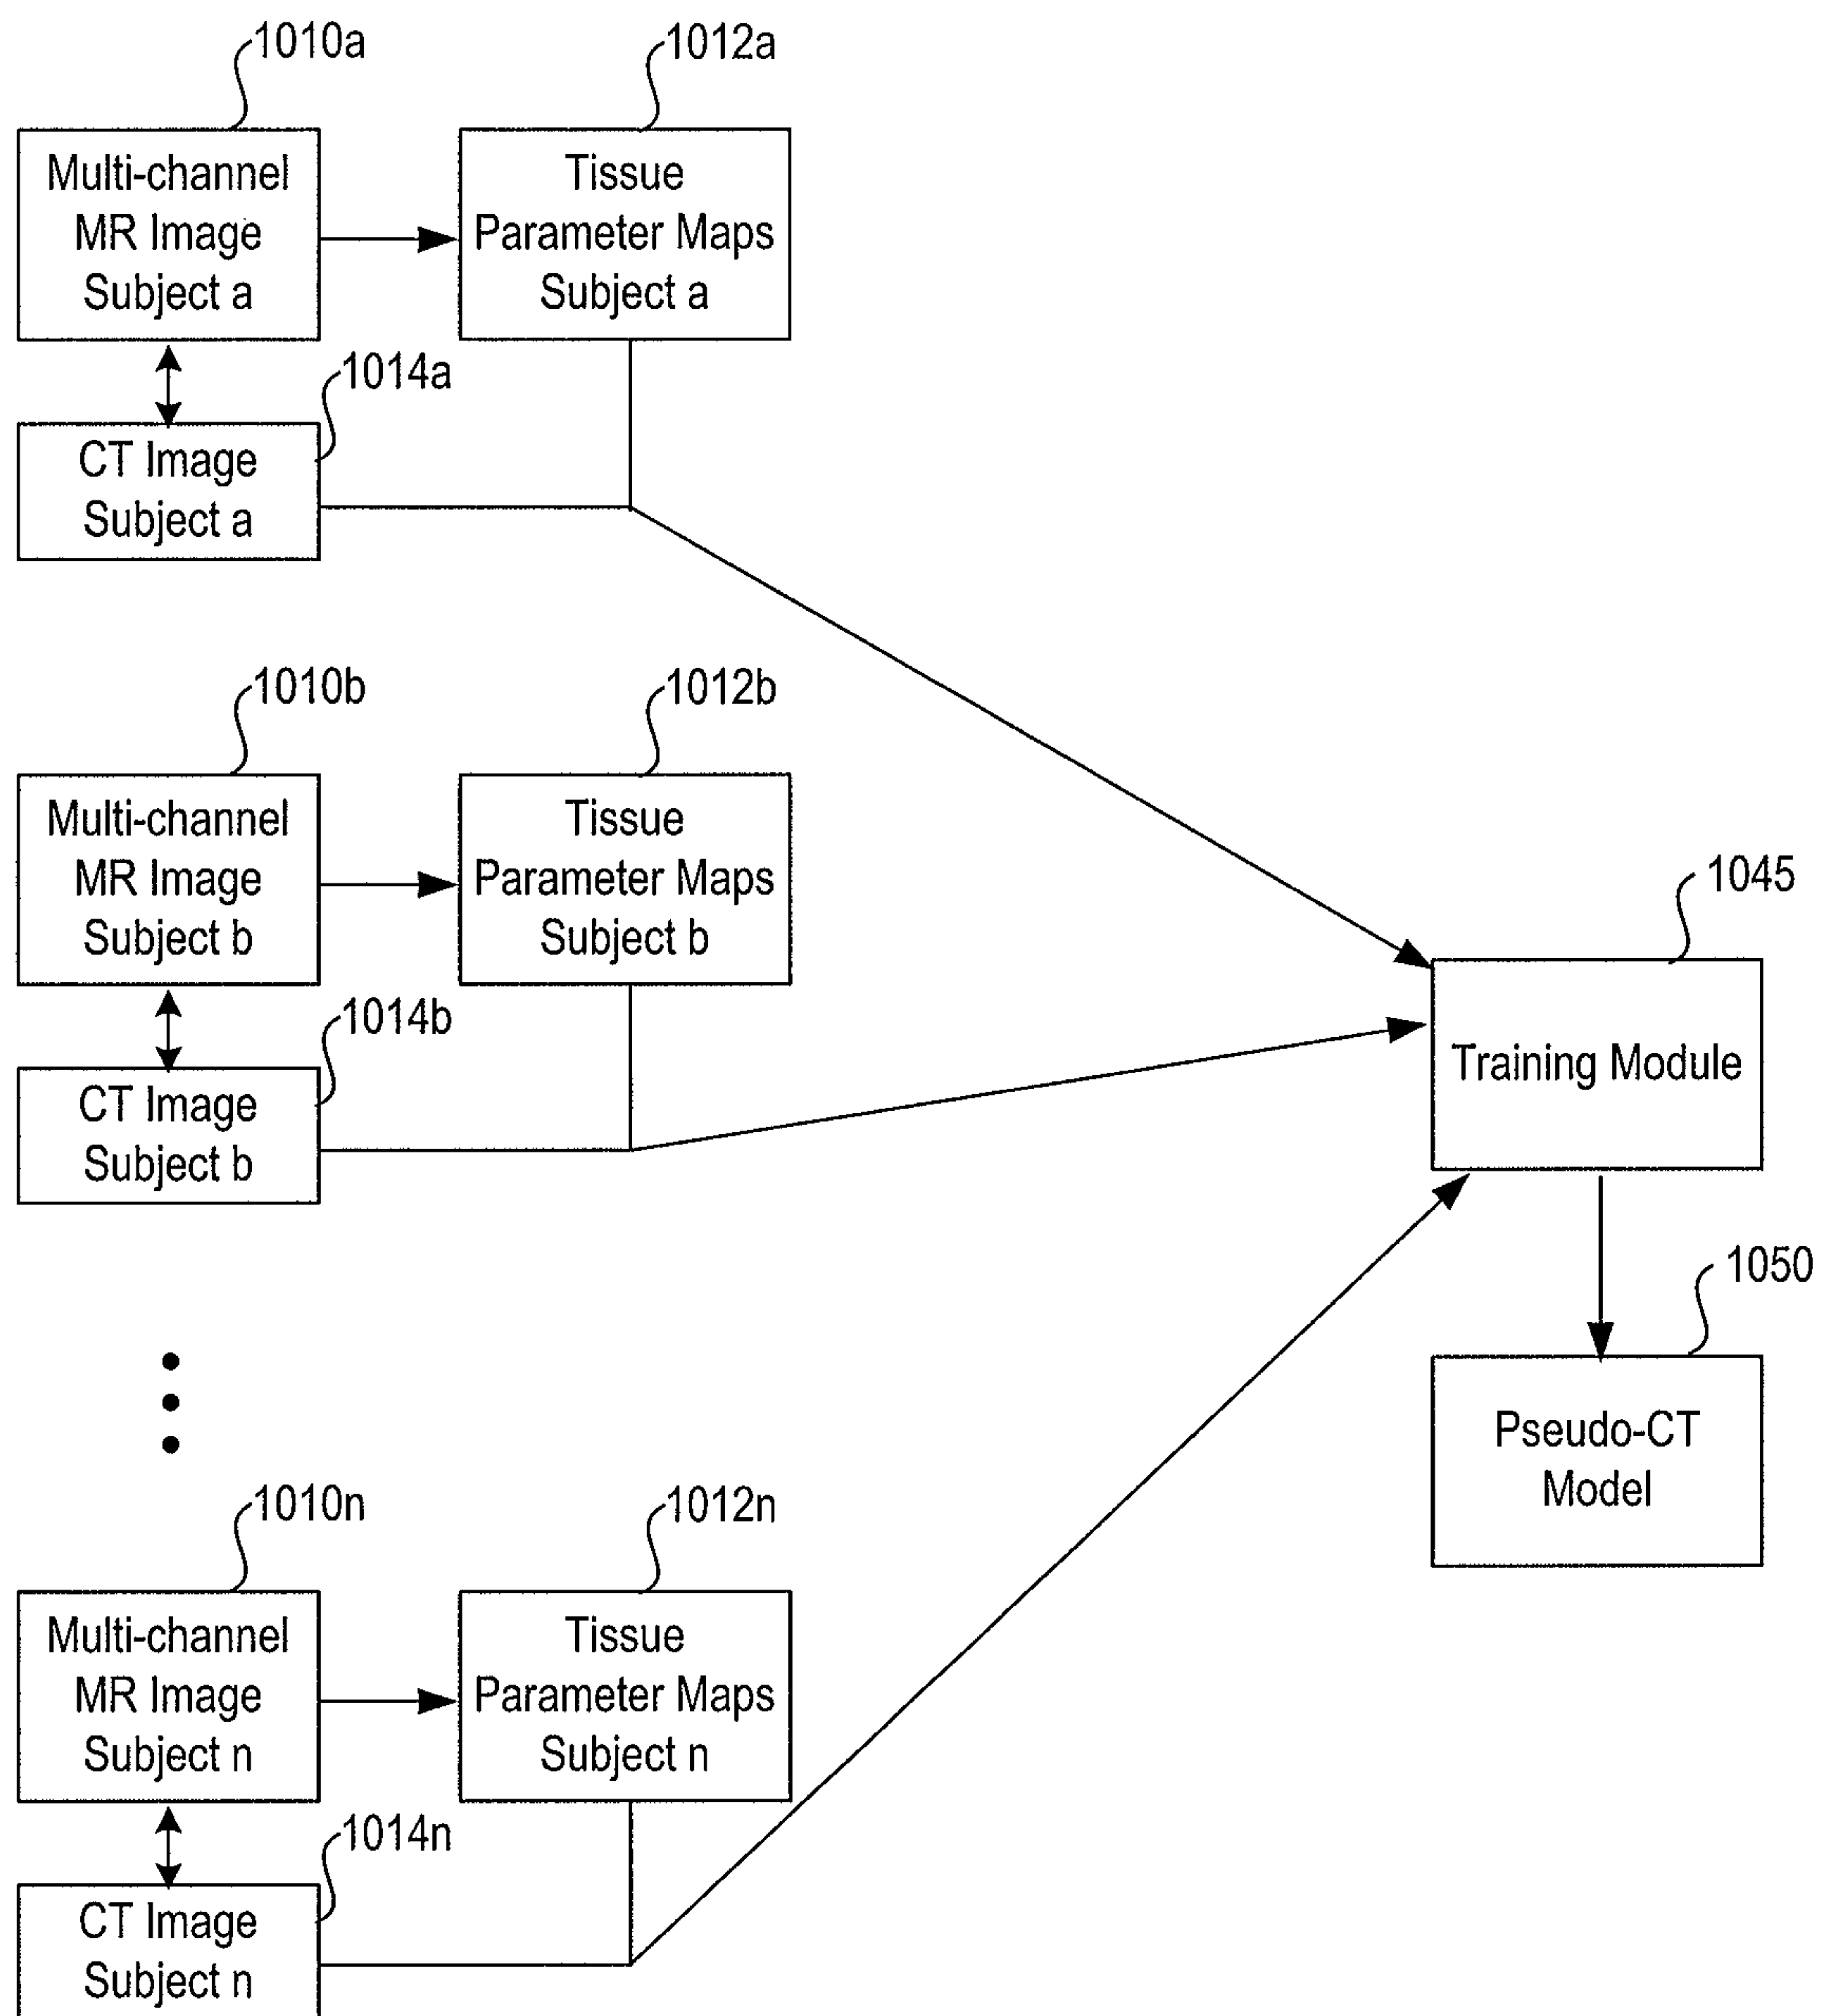 1010a
1012a
Multi-channel
MR Image
Subject a
Tissue
Parameter Maps
Subject a
1014a
CT Image
Subject a
1010b
1012b
Multi-channel
MR Image
Subject b
Tissue
Parameter Maps
Subject b
1014b
CT Image
Subject b
1045
Training Module
1050
Pseudo-CT
Model
1010n
1012n
Multi-channel
MR Image
Subject n
Tissue
Parameter Maps
Subject n
1014n
CT Image
Subject n